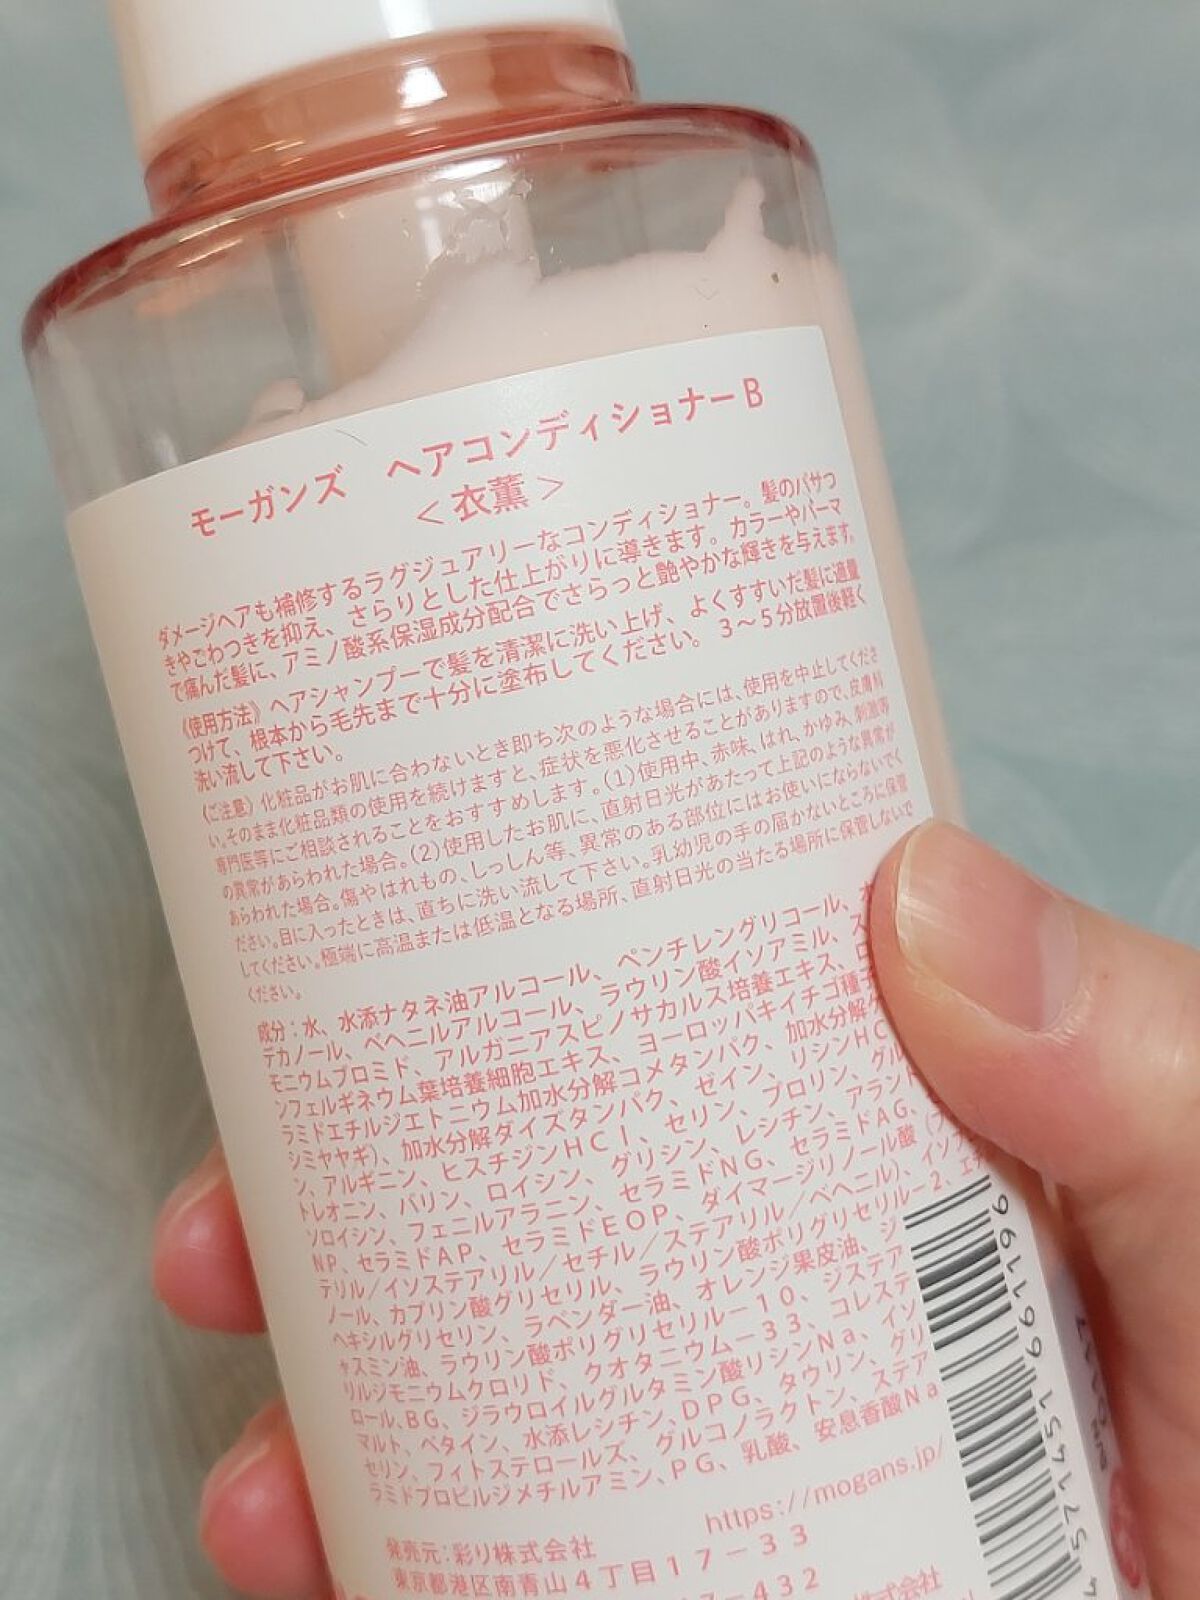 モーガンズ　ヘアコンディショナーB
＜衣薫＞
ダメージヘアも補修するラグジュアリーなコンディショナー。髪のパサつ
きやごわつきを抑え、さらりとした仕上がりに導きます。カラーやパーマ
で痛んだ髪に、アミノ酸系保湿成分配合でさらっと艶やかな輝きを与えます。
《使用方法》ヘアシャンプーで髪を清潔に洗い上げ、よくすすいだ髪に適量
つけて、根本から毛先まで十分に塗布してください。3～5分放置後軽く
洗い流して下さい。
(ご注意)化粧品がお肌に合わないとき即ち次のような場合には、使用を中止してくださ
い。そのまま化粧品類の使用を続けますと、症状を悪化させることがありますので、皮膚科
専門医等にご相談されることをおすすめします。(1)使用中、赤味、はれ、かゆみ、刺激等
の異常があらわれた場合。(2)使用したお肌に、直射日光があたって上記のような異常が
あらわれた場合。傷やはれもの、しっしん等、異常のある部位にはお使いにならないでく
ださい。目に入ったときは、直ちに洗い流して下さい。乳幼児の手の届かないところに保管
してください。極端に高温または低温となる場所、直射日光の当たる場所に保管しないで
ください。
成分：水、水添ナタネ油アルコール、ペンチレングリコール、
デカノール、ベヘニルアルコール、ラウリン酸イソアミル、ス
モニウムブロミド、アルガニアスピノサカルス培養エキス、ロ
ンフェルギネウム葉培養細胞エキス、ヨーロッパキイチゴ種子
ラミドエチルジエトニウム加水分解コメタンパク、加水分解ケ
シミヤヤギ)、加水分解ダイズタンパク、ゼイン、リシンHC
ン、アルギニン、ヒスチジンHCl、セリン、プロリン、グル
トレオニン、バリン、ロイシン、グリシン、レシチン、アラント
ソロイシン、フェニルアラニン、セラミドNG、セラミドAG、
NP、セラミドAP、セラミドEOP、ダイマージリノール酸
テリル／イソステアリル／セチル／ステアリル／ベヘニル)、イソ
ノール、カプリン酸グリセリル、ラウリン酸ポリグリセリル－2、エチ
ヘキシルグリセリン、ラベンダー油、オレンジ果皮油、ジ
ャスミン油、ラウリン酸ポリグリセリル－10、ジステア
リルジモニウムクロリド、クオタニウム－33、コレステ
ロール、BG、ジラウロイルグルタミン酸リシンNa、イソ
マルト、ベタイン、水添レシチン、DPG、タウリン、グリ
セリン、フィトステロールズ、グルコノラクトン、ステア
ラミドプロピルジメチルアミン、PG、乳酸、安息香酸Na
https://mogans.jp/
発売元：彩り株式会社
東京都港区南青山4丁目17－33
7-432
株式会社
4 571451 661196